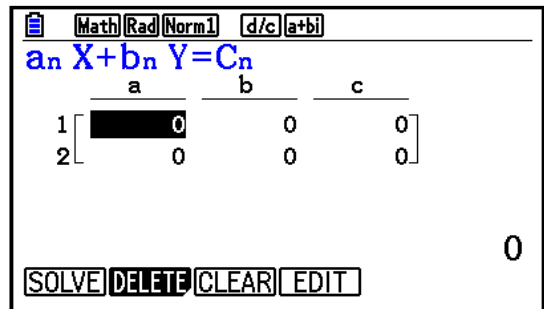 Math Rad Norm1 d/c a+bi
an X+bn Y=Cn
a b c
1 0 0 0
2 0 0 0
0
SOLVE DELETE CLEAR EDIT